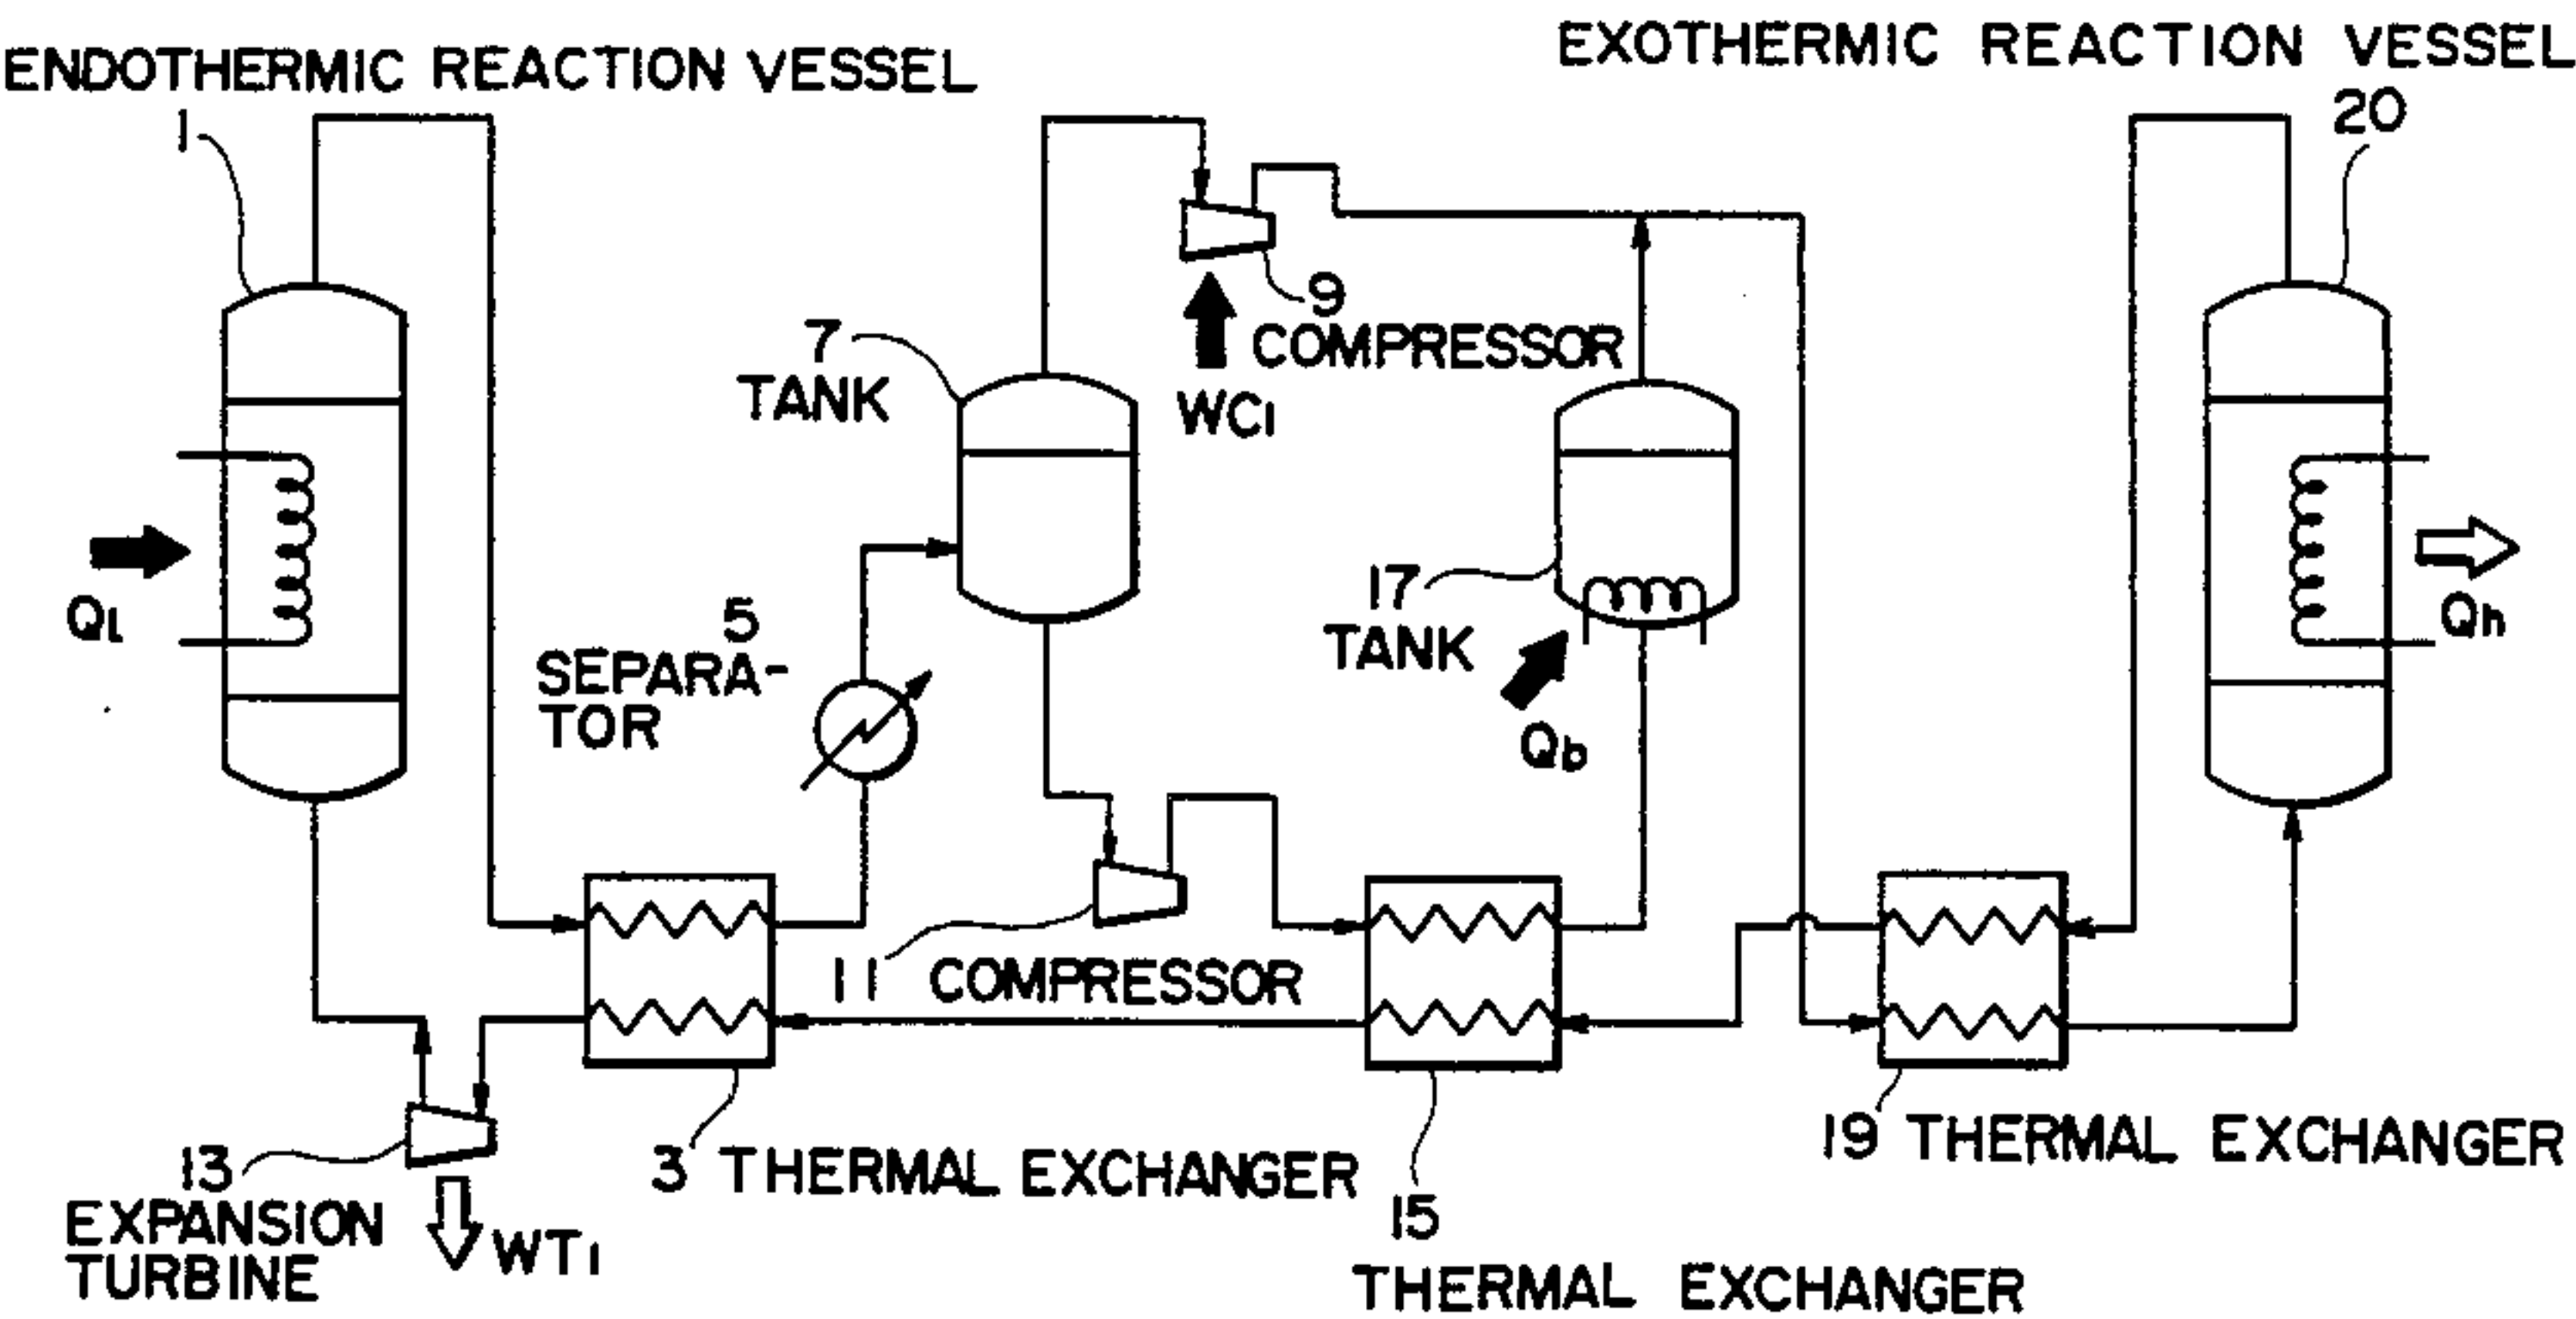 ENDOTHERMIC REACTION VESSEL
1
EXOTHERMIC REACTION VESSEL
20
9
COMPRESSOR
WC1
7
TANK
QL
5
SEPARA-
TOR
17
TANK
Qb
Qh
11 COMPRESSOR
13
EXPANSION
TURBINE
WT1
3 THERMAL EXCHANGER
15
THERMAL EXCHANGER
19 THERMAL EXCHANGER